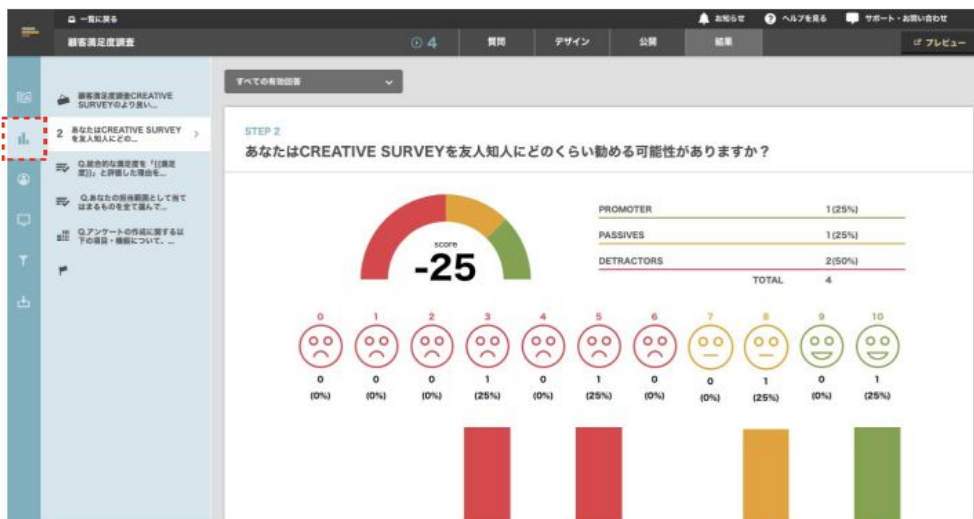 一覧に戻る
お知らせ
ヘルプを見る
サポート・お問い合わせ
顧客満足度調査
4
質問
デザイン
公開
結果
プレビュー
すべての有効回答
顧客満足度調査CREATIVE
SURVEYのより良い...
2 あなたはCREATIVE SURVEY
を友人知人にどの...
Q.総合的な満足度を「{{満足
度}}」と評価した理由を...
Q.あなたの担当範囲として当て
はまるものを全て選んで...
Q.アンケートの作成に関する以
下の項目・機能について、...
STEP 2
あなたはCREATIVE SURVEYを友人知人にどのくらい勧める可能性がありますか？
score
-25
PROMOTER 1(25%)
PASSIVES 1(25%)
DETRACTORS 2(50%)
TOTAL 4
0 1 2 3 4 5 6 7 8 9 10
0 0 0 1 0 1 0 0 1 0 1
(0%) (0%) (0%) (25%) (0%) (25%) (0%) (0%) (25%) (0%) (25%)